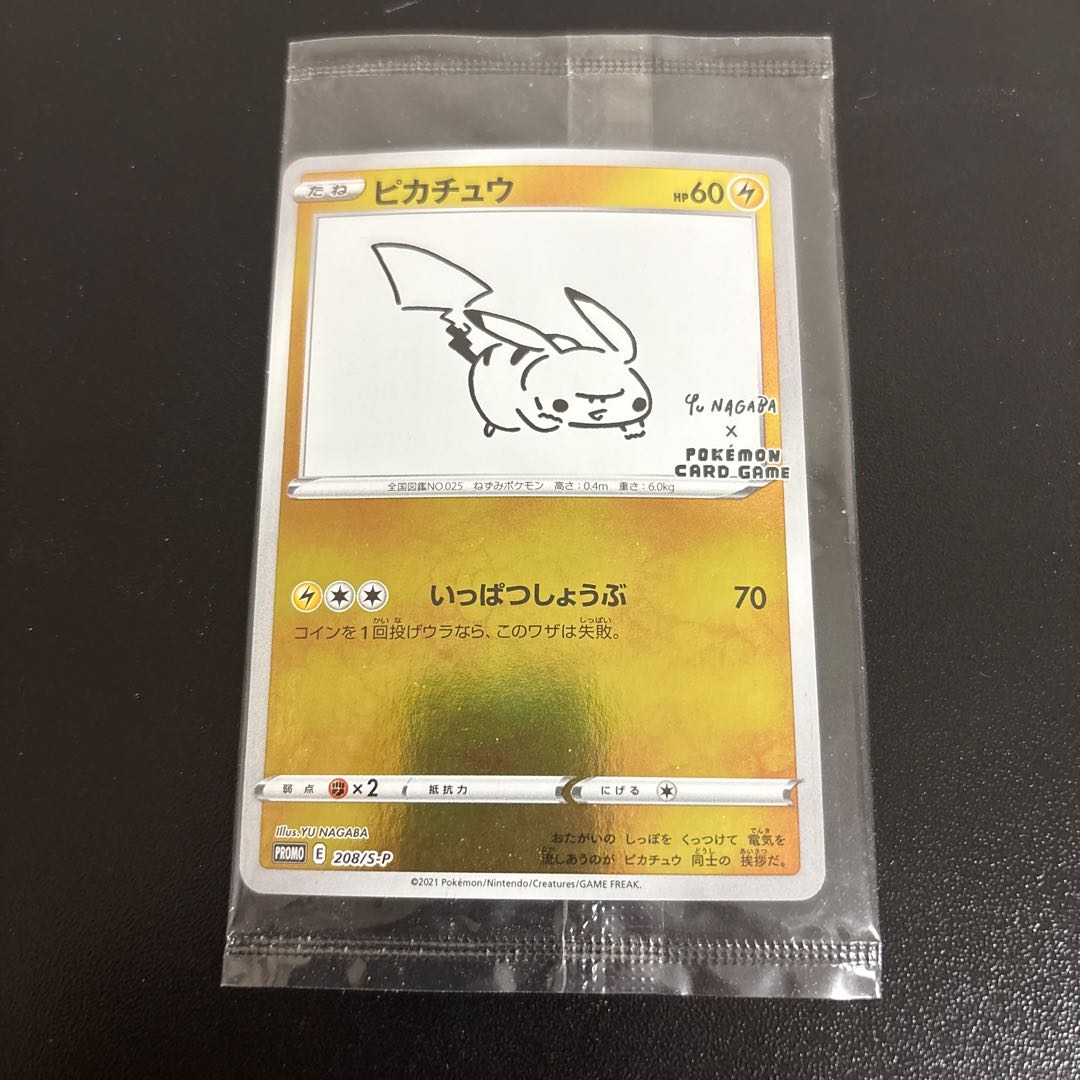 たね ピカチュウ HP60
Yu NAGABA
×
POKÉMON
CARD GAME
全国図鑑NO.025 ねずみポケモン 高さ:0.4m 重さ:6.0kg
いっぱつしょうぶ 70
コインを1回投げウラなら、このワザは失敗。
弱点 ×2 抵抗力 にげる
Illus.YU NAGABA
おたがいの しっぽを くっつけて 電気を
流しあうのが ピカチュウ 同士の 挨拶だ。
PROMO E 208/S-P
©2021 Pokémon/Nintendo/Creatures/GAME FREAK.